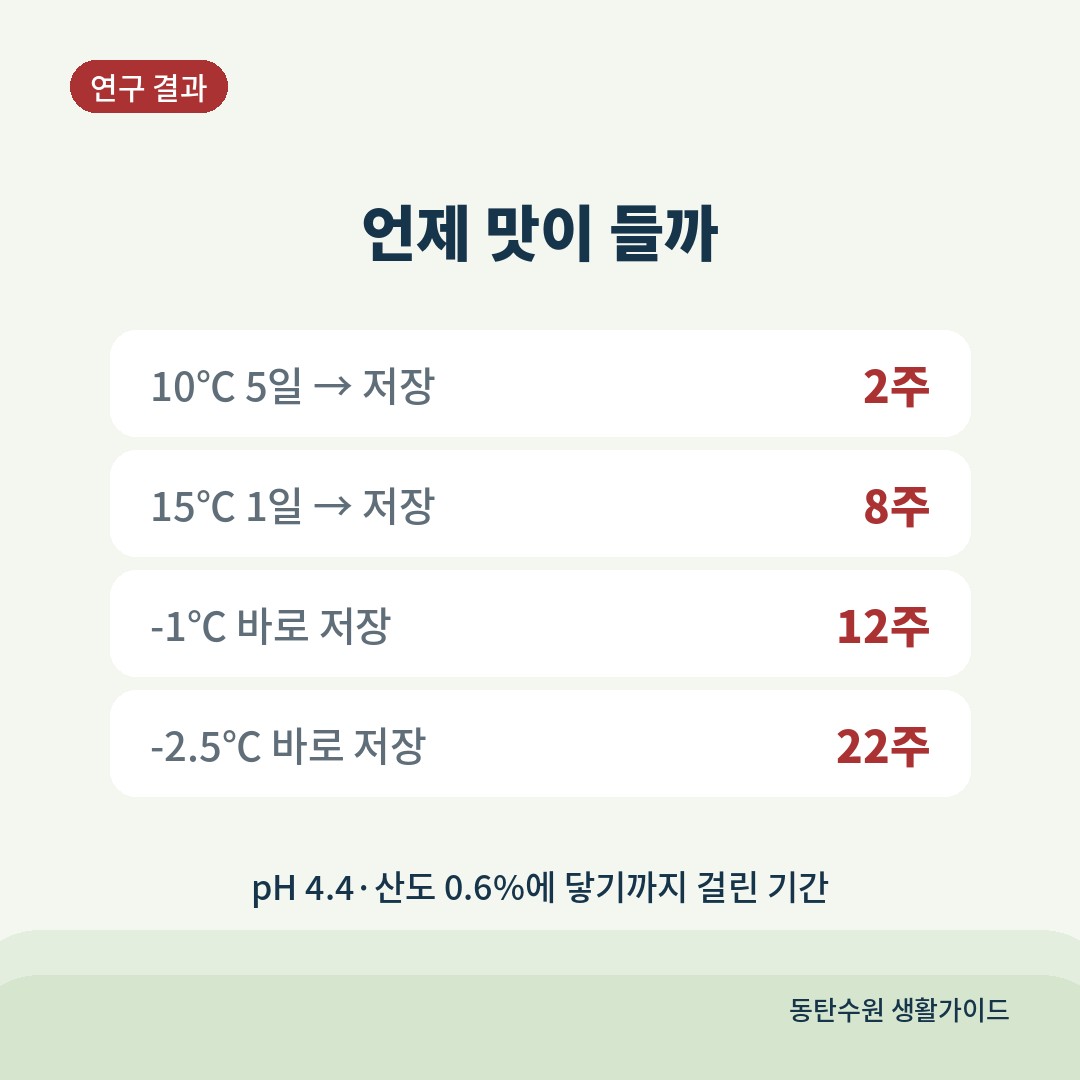 연구 결과
언제 맛이 들까
10℃ 5일 → 저장 2주
15℃ 1일 → 저장 8주
-1℃ 바로 저장 12주
-2.5℃ 바로 저장 22주
pH 4.4·산도 0.6%에 닿기까지 걸린 기간
동탄수원 생활가이드